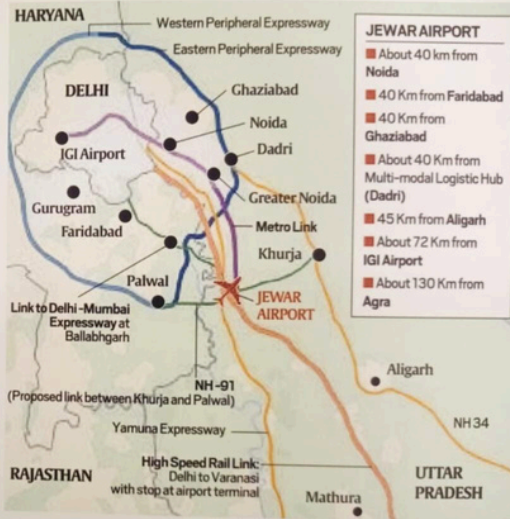 HARYANA
Western Peripheral Expressway
Eastern Peripheral Expressway
DELHI
Ghaziabad
Noida
IGI Airport
Dadri
Gurugram
Greater Noida
Faridabad
Metro Link
Khurja
Palwal
JEWAR
AIRPORT
Link to Delhi-Mumbai
Expressway at
Ballabhgarh
NH-91
(Proposed link between Khurja and Palwal)
Aligarh
Yamuna Expressway
NH 34
High Speed Rail Link:
Delhi to Varanasi
with stop at airport terminal
RAJASTHAN
UTTAR
PRADESH
Mathura
JEWAR AIRPORT
About 40 km from
Noida
40 Km from Faridabad
40 Km from
Ghaziabad
About 40 Km from
Multi-modal Logistic Hub
(Dadri)
45 Km from Aligarh
About 72 Km from
IGI Airport
About 130 Km from
Agra